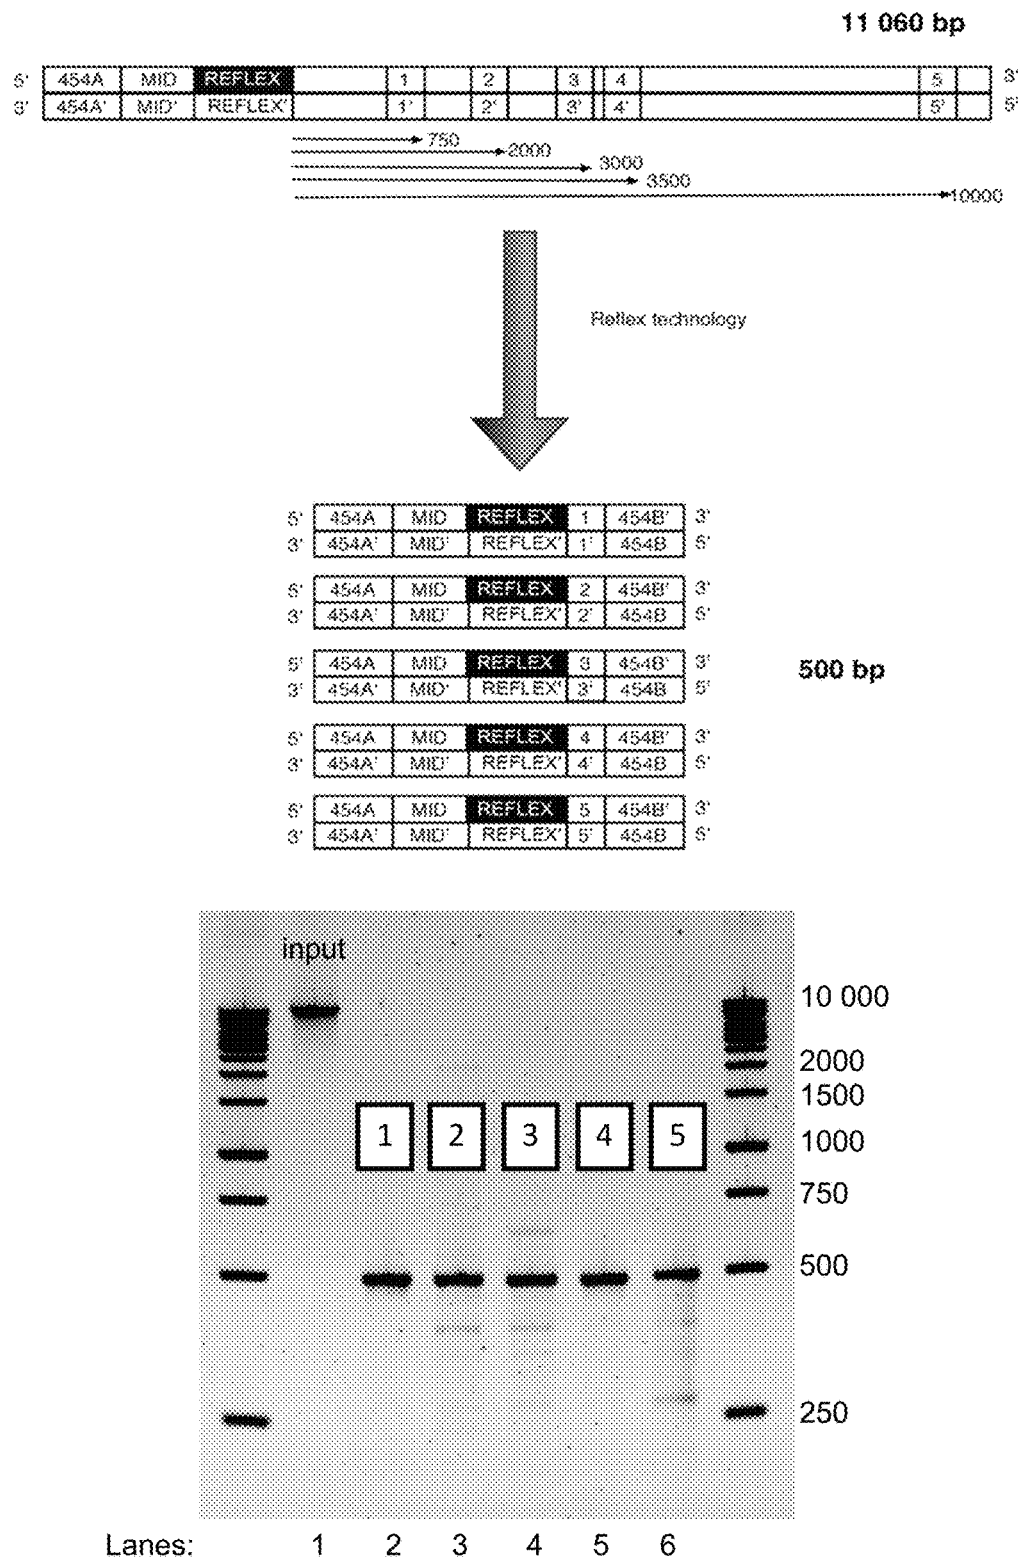 11 060 bp
5' 454A MID REFLEX 1 2 3 4 5 3'
3' 454A' MID' REFLEX' 1' 2' 3' 4' 5' 5'
750
2000
3000
3500
10000
Reflex technology
5' 454A MID REFLEX 1 454B' 3'
3' 454A' MID' REFLEX' 1' 454B 5'
5' 454A MID REFLEX 2 454B' 3'
3' 454A' MID' REFLEX' 2' 454B 5'
5' 454A MID REFLEX 3 454B' 3'
3' 454A' MID' REFLEX' 3' 454B 5'
500 bp
5' 454A MID REFLEX 4 454B' 3'
3' 454A' MID' REFLEX' 4' 454B 5'
5' 454A MID REFLEX 5 454B' 3'
3' 454A' MID' REFLEX' 5' 454B 5'
input
10 000
2000
1500
1 2 3 4 5
1000
750
500
250
Lanes: 1 2 3 4 5 6